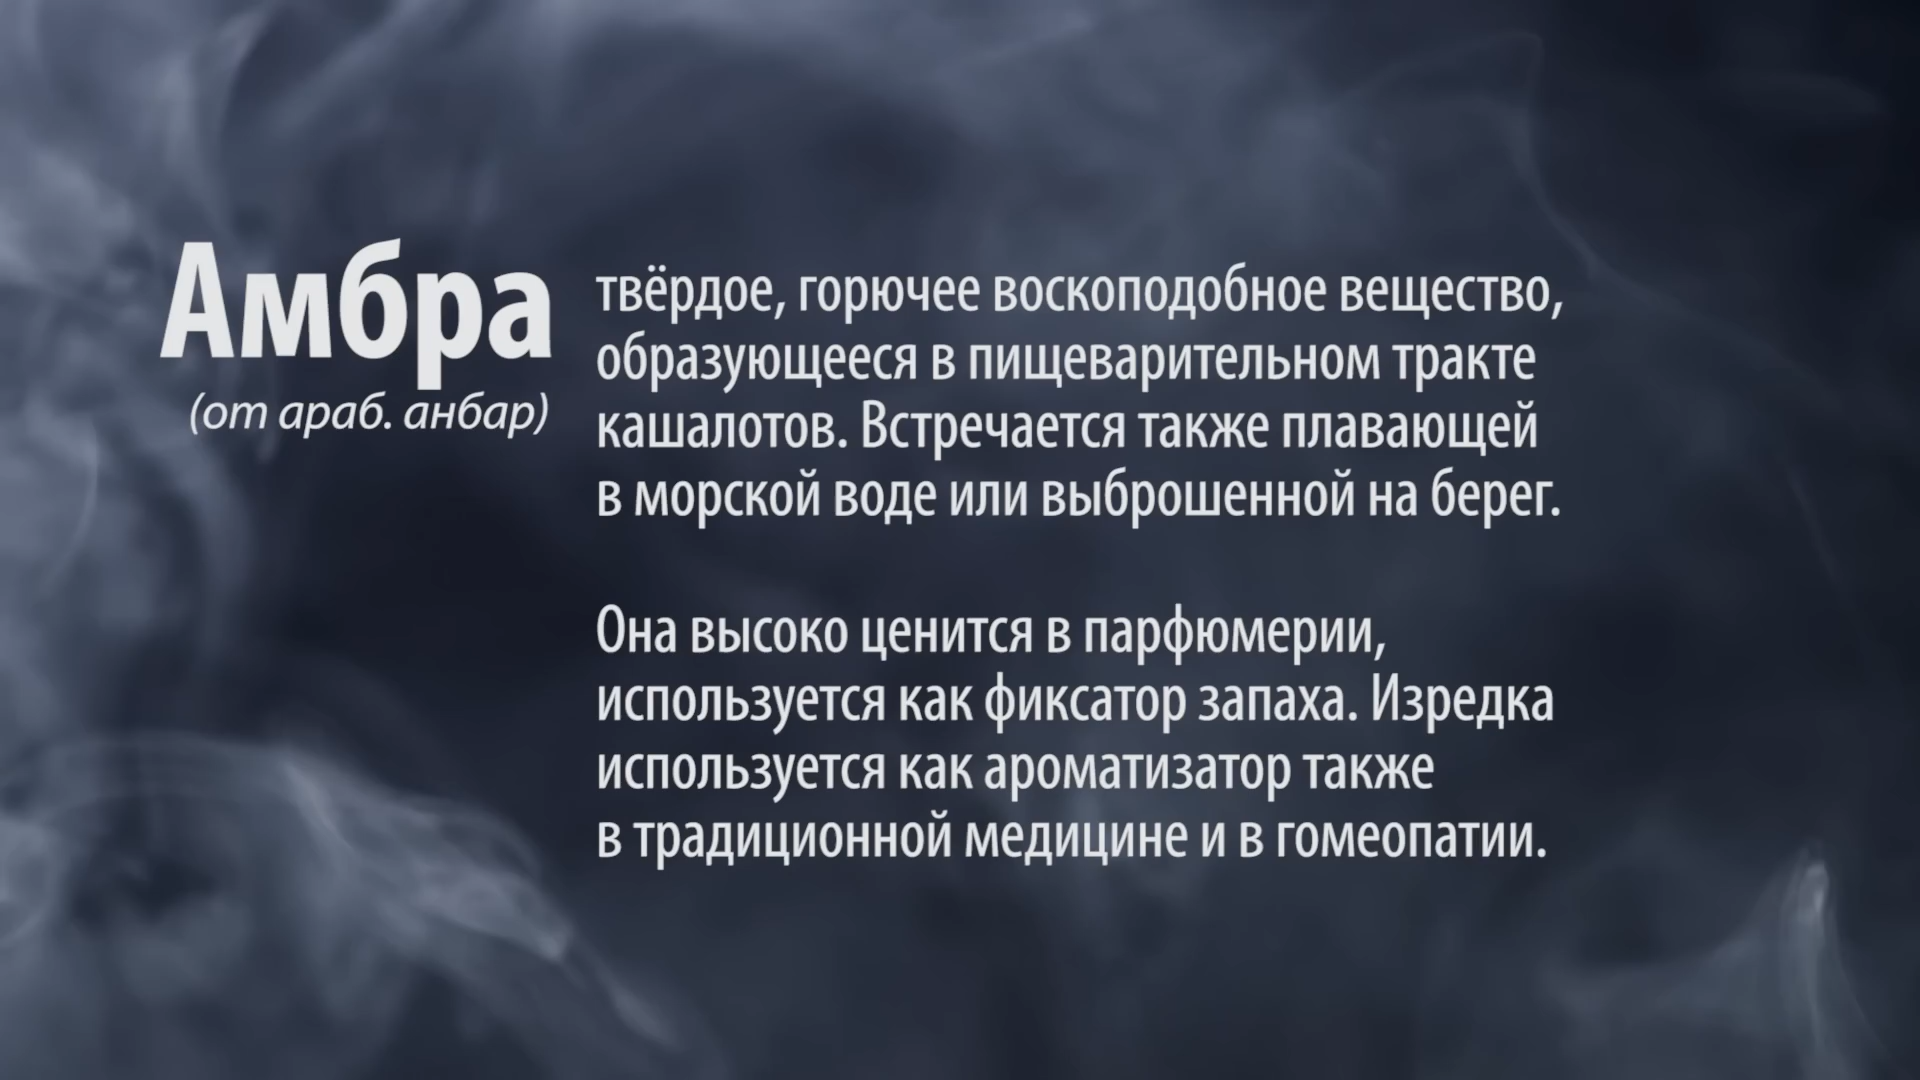 Амбра
(от араб. анбар)
твёрдое, горючее воскоподобное вещество,
образующееся в пищеварительном тракте
кашалотов. Встречается также плавающей
в морской воде или выброшенной на берег.
Она высоко ценится в парфюмерии,
используется как фиксатор запаха. Изредка
используется как ароматизатор также
в традиционной медицине и в гомеопатии.